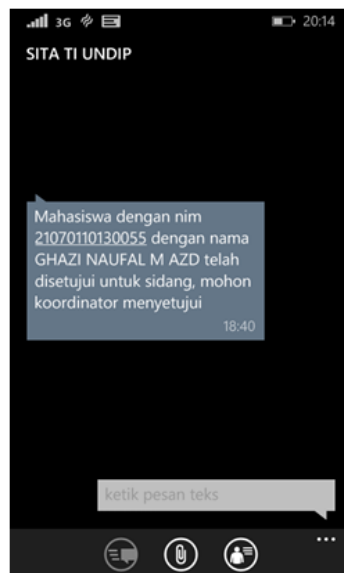 3G 20:14
SITA TI UNDIP
Mahasiswa dengan nim
21070110130055 dengan nama
GHAZI NAUFAL M AZD telah
disetujui untuk sidang, mohon
koordinator menyetujui
18:40
ketik pesan teks